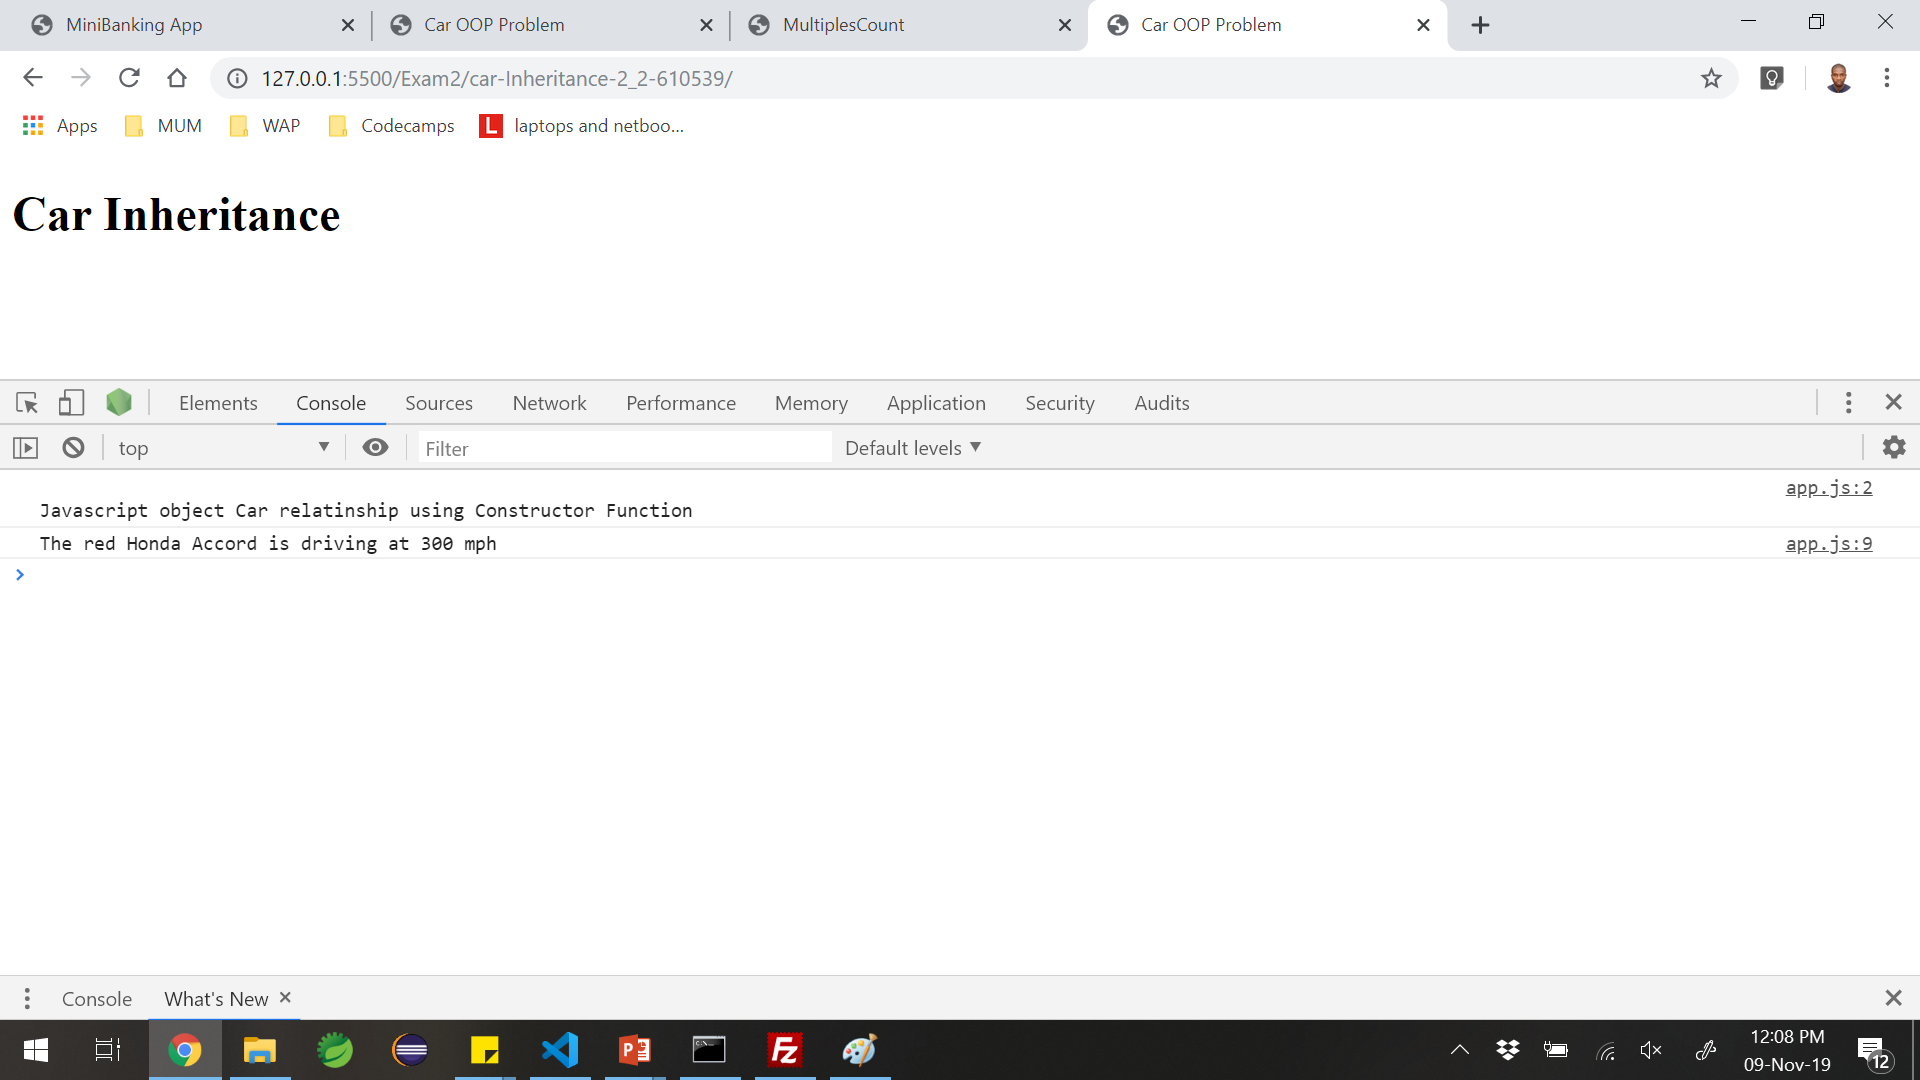 MiniBanking App
Car OOP Problem
MultiplesCount
Car OOP Problem
127.0.0.1:5500/Exam2/car-Inheritance-2_2-610539/
Apps
MUM
WAP
Codecamps
L
laptops and netboo...
Car Inheritance
Elements
Console
Sources
Network
Performance
Memory
Application
Security
Audits
top
Filter
Default levels
app.js:2
Javascript object Car relatinship using Constructor Function
The red Honda Accord is driving at 300 mph
app.js:9
Console
What's New
P
Fz
12:08 PM
09-Nov-19
12